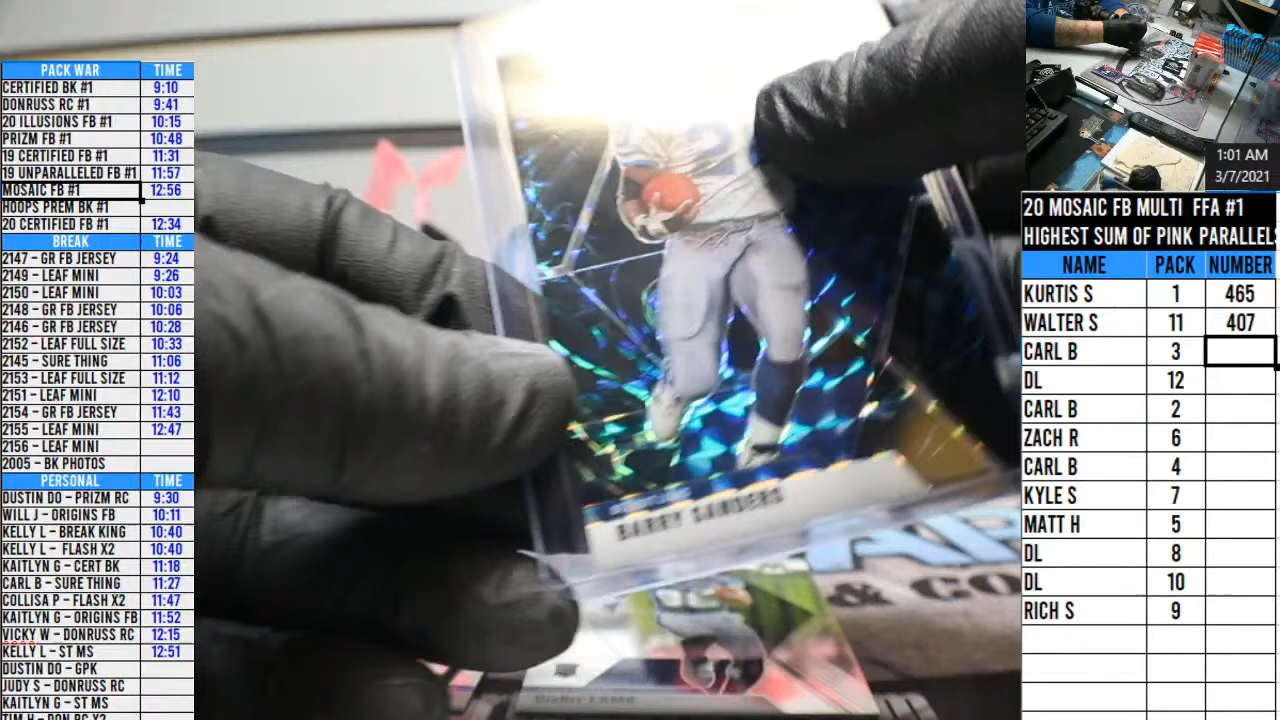 PACK WAR TIME
CERTIFIED BK #1 9:10
DONRUSS RC #1 9:41
20 ILLUSIONS FB #1 10:15
PRIZM FB #1 10:48
19 CERTIFIED FB #1 11:31
19 UNPARALLELED FB #1 11:57
MOSAIC FB #1 12:56
HOOPS PREM BK #1
20 CERTIFIED FB #1 12:34
BREAK TIME
2147 - GR FB JERSEY 9:24
2149 - LEAF MINI 9:26
2150 - LEAF MINI 10:03
2148 - GR FB JERSEY 10:06
2146 - GR FB JERSEY 10:28
2152 - LEAF FULL SIZE 10:33
2145 - SURE THING 11:06
2153 - LEAF FULL SIZE 11:12
2151 - LEAF MINI 12:10
2154 - GR FB JERSEY 11:43
2155 - LEAF MINI 12:47
2156 - LEAF MINI
2005 - BK PHOTOS
PERSONAL TIME
DUSTIN DO - PRIZM RC 9:30
WILL J - ORIGINS FB 10:11
KELLY L - BREAK KING 10:40
KELLY L - FLASH X2 10:40
KAITLYN G - CERT BK 11:18
CARL B - SURE THING 11:27
COLLISA P - FLASH X2 11:47
KAITLYN G - ORIGINS FB 11:52
VICKY W - DONRUSS RC 12:15
KELLY L - ST MS 12:51
DUSTIN DO - GPK
JUDY S - DONRUSS RC
KAITLYN G - ST MS
TIM H - DON RC X2
BARRY SANDERS
& CO
1:01 AM
3/7/2021
20 MOSAIC FB MULTI FFA #1
HIGHEST SUM OF PINK PARALLELS
NAME PACK NUMBER
KURTIS S 1 465
WALTER S 11 407
CARL B 3
DL 12
CARL B 2
ZACH R 6
CARL B 4
KYLE S 7
MATT H 5
DL 8
DL 10
RICH S 9